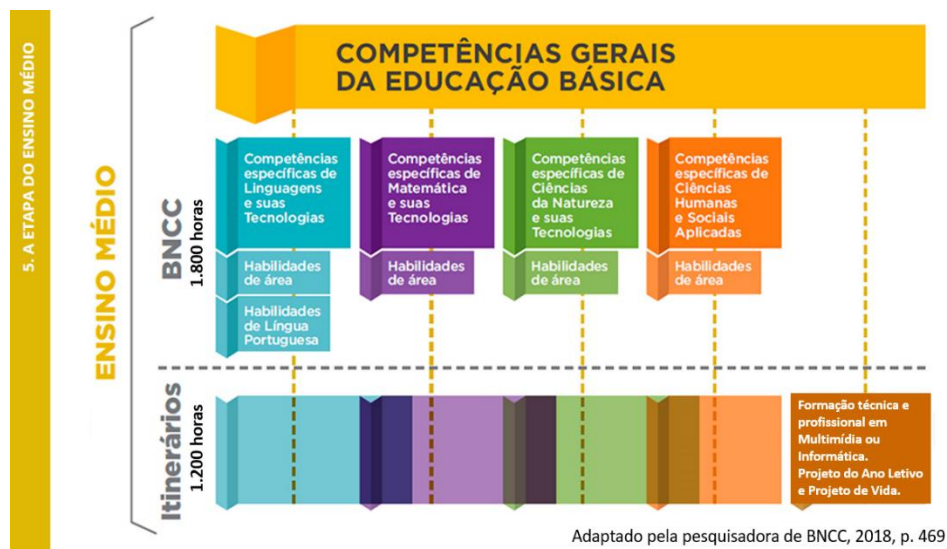 5. A ETAPA DO ENSINO MÉDIO
ENSINO MÉDIO
COMPETÊNCIAS GERAIS
DA EDUCAÇÃO BÁSICA
BNCC
1.800 horas
Competências
específicas de
Linguagens
e suas
Tecnologias
Habilidades
de área
Habilidades
de Língua
Portuguesa
Competências
específicas de
Matemática
e suas
Tecnologias
Habilidades
de área
Competências
específicas de
Ciências
da Natureza
e suas
Tecnologias
Habilidades
de área
Competências
específicas de
Ciências
Humanas
e Sociais
Aplicadas
Habilidades
de área
Itinerários
1.200 horas
Formação técnica e
profissional em
Multimídia ou
Informática.
Projeto do Ano Letivo
e Projeto de Vida.
Adaptado pela pesquisadora de BNCC, 2018, p. 469